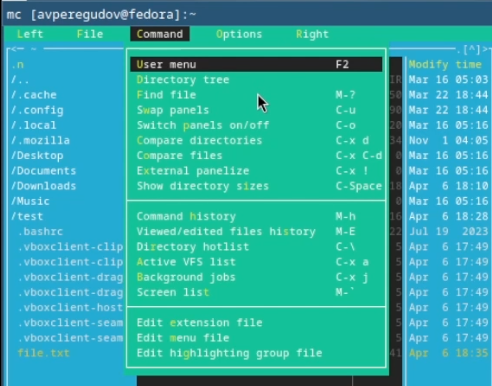 mc [avperegudov@fedora]:~
Left File Command Options Right
<- ~ .[^]>
.n Modify time
User menu F2
/.. Directory tree Mar 16 05:03
/.cache Find file M-? Mar 22 18:44
/.config Swap panels C-u Mar 22 18:44
/.local Switch panels on/off C-o Mar 16 05:16
/.mozilla Compare directories C-x d Nov 1 04:05
/Desktop Compare files C-x C-d Mar 16 05:16
/Documents External panelize C-x ! Mar 16 05:16
/Downloads Show directory sizes C-Space Apr 6 18:10
/Music Mar 16 05:16
/test Command history M-h Apr 6 18:28
.bashrc Viewed/edited files history M-E Jul 19 2023
.vboxclient-clip Directory hotlist C-\ Apr 6 17:49
.vboxclient-clip Active VFS list C-x a Apr 6 17:49
.vboxclient-drag Background jobs C-x j Apr 6 17:49
.vboxclient-drag Screen list M-` Apr 6 17:49
.vboxclient-host Apr 6 17:49
.vboxclient-seam Edit extension file Apr 6 17:49
.vboxclient-seam Edit menu file Apr 6 17:49
file.txt Edit highlighting group file Apr 6 18:35